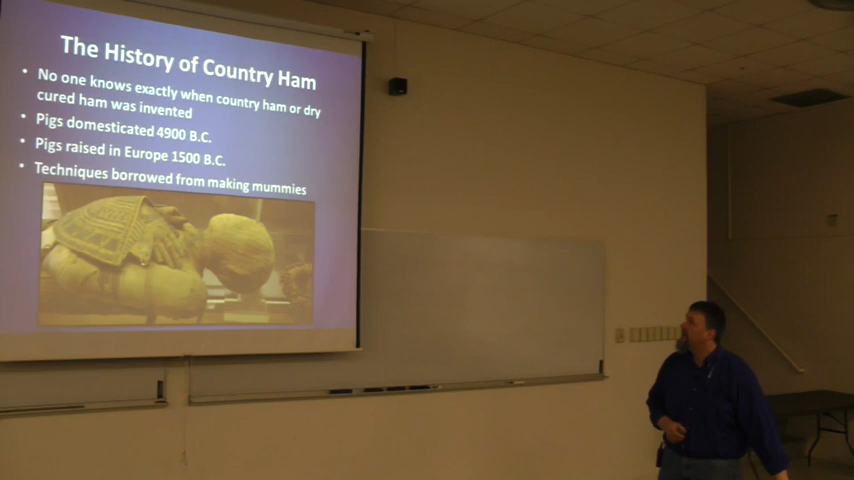 The History of Country Ham
• No one knows exactly when country ham or dry
cured ham was invented
• Pigs domesticated 4900 B.C.
• Pigs raised in Europe 1500 B.C.
• Techniques borrowed from making mummies